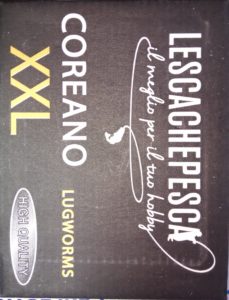 LESCACHEPESCA
il meglio per il tuo hobby
COREANO
LUGWORMS
XXL
HIGH QUALITY